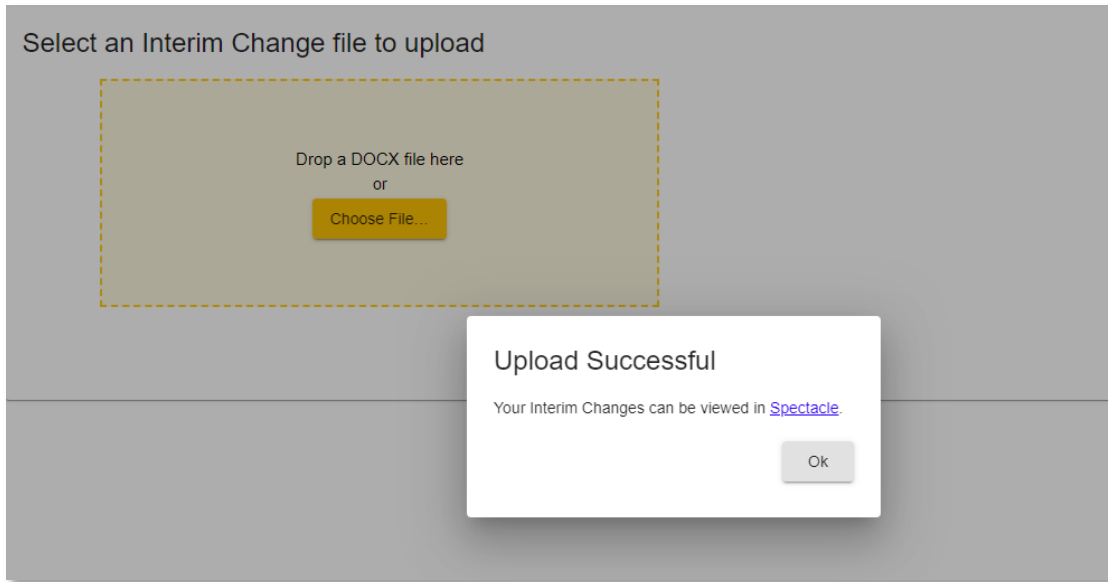 Select an Interim Change file to upload
Drop a DOCX file here
or
Choose File...
Upload Successful
Your Interim Changes can be viewed in Spectacle.
Ok